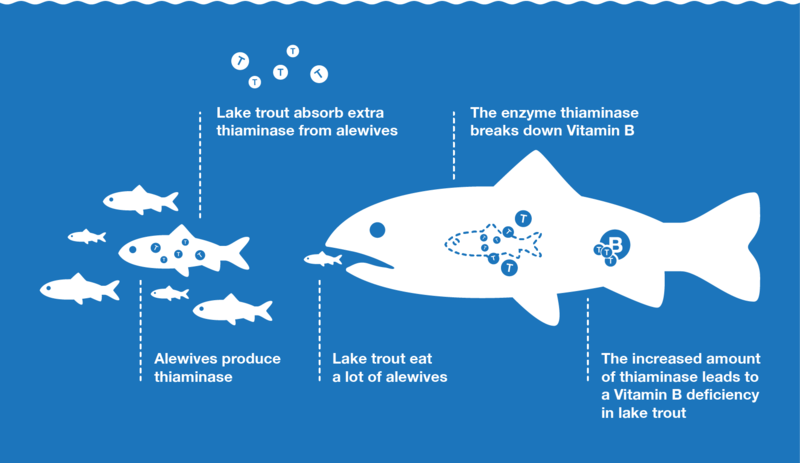 T T T T T
Lake trout absorb extra
thiaminase from alewives
The enzyme thiaminase
breaks down Vitamin B
T T T T T T
T T T T T T T
B
T T T
Alewives produce
thiaminase
Lake trout eat
a lot of alewives
The increased amount
of thiaminase leads to
a Vitamin B deficiency
in lake trout